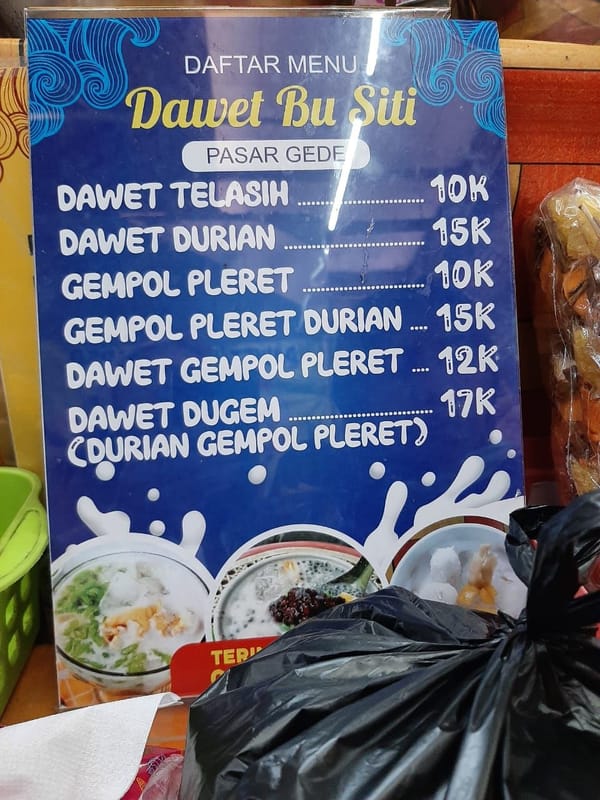 DAFTAR MENU
Dawet Bu Siti
PASAR GEDE
DAWET TELASIH ........................ 10K
DAWET DURIAN .......................... 15K
GEMPOL PLERET ........................ 10K
GEMPOL PLERET DURIAN .... 15K
DAWET GEMPOL PLERET .... 12K
DAWET DUGEM ........................... 17K
(DURIAN GEMPOL PLERET)